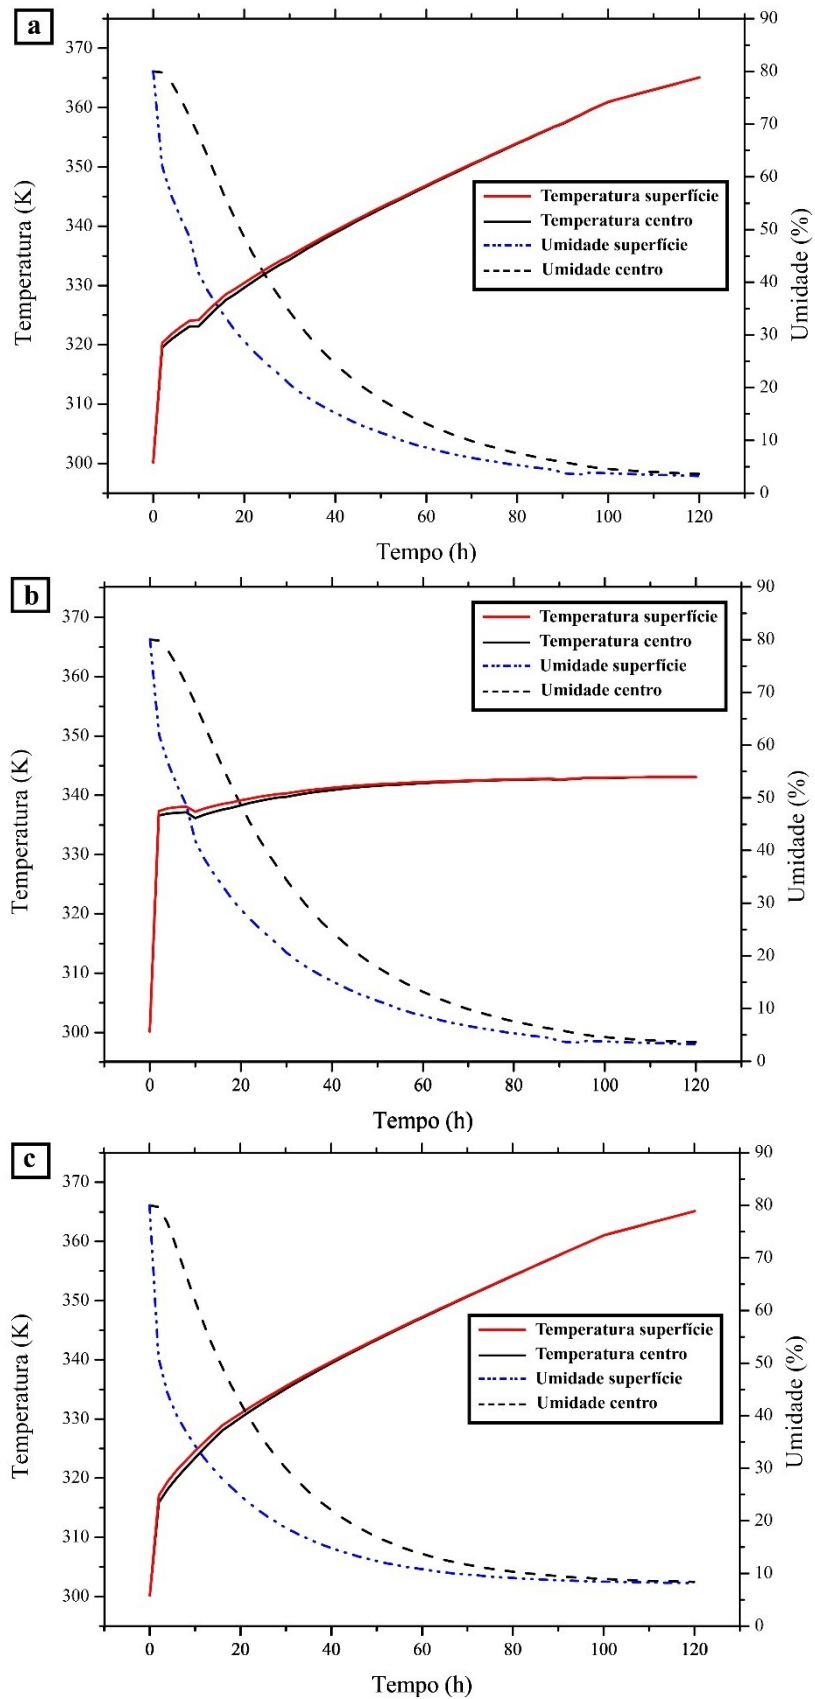 a
370
360
350
340
330
320
310
300
Temperatura (K)
90
80
70
60
50
40
30
20
10
0
Umidade (%)
Temperatura superfície
Temperatura centro
Umidade superfície
Umidade centro
0 20 40 60 80 100 120
Tempo (h)
b
370
360
350
340
330
320
310
300
Temperatura (K)
90
80
70
60
50
40
30
20
10
0
Umidade (%)
Temperatura superfície
Temperatura centro
Umidade superfície
Umidade centro
0 20 40 60 80 100 120
Tempo (h)
c
370
360
350
340
330
320
310
300
Temperatura (K)
90
80
70
60
50
40
30
20
10
0
Umidade (%)
Temperatura superfície
Temperatura centro
Umidade superfície
Umidade centro
0 20 40 60 80 100 120
Tempo (h)